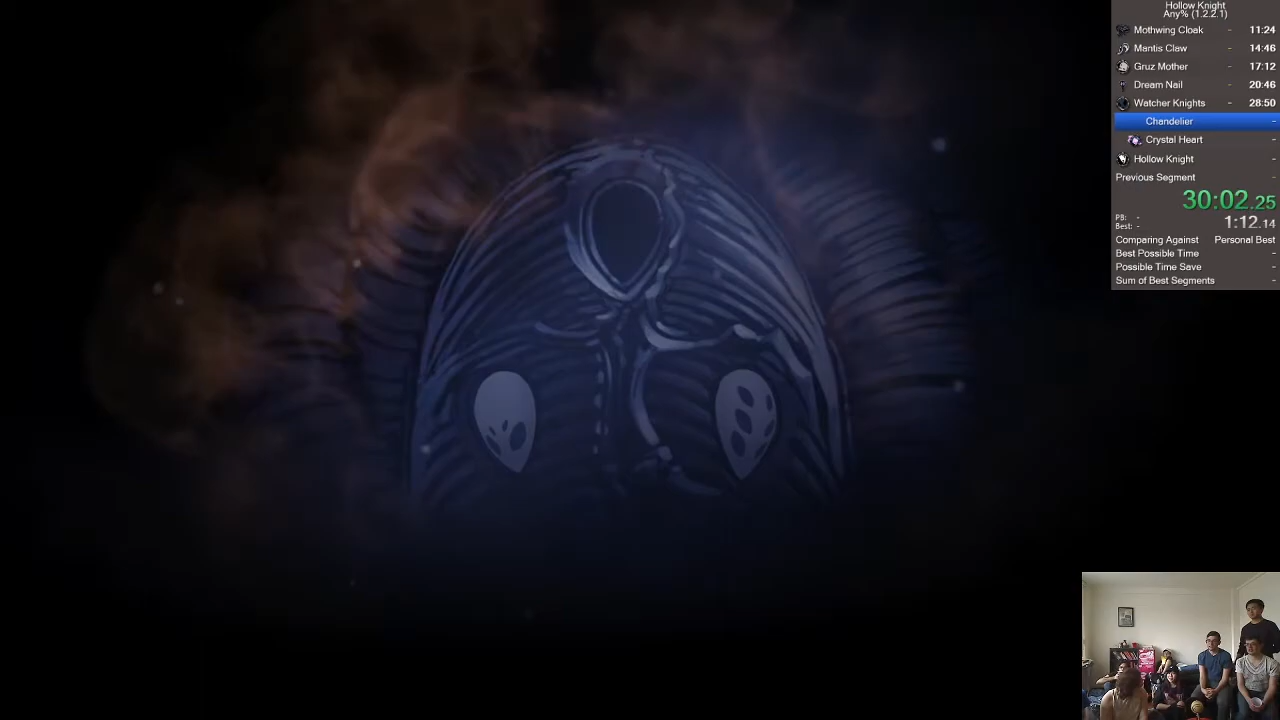 Hollow Knight
Any% (1.2.2.1)
Mothwing Cloak - 11:24
Mantis Claw - 14:46
Gruz Mother - 17:12
Dream Nail - 20:46
Watcher Knights - 28:50
Chandelier -
Crystal Heart -
Hollow Knight -
Previous Segment -
30:02.25
PB: - 1:12.14
Best: -
Comparing Against Personal Best
Best Possible Time -
Possible Time Save -
Sum of Best Segments -